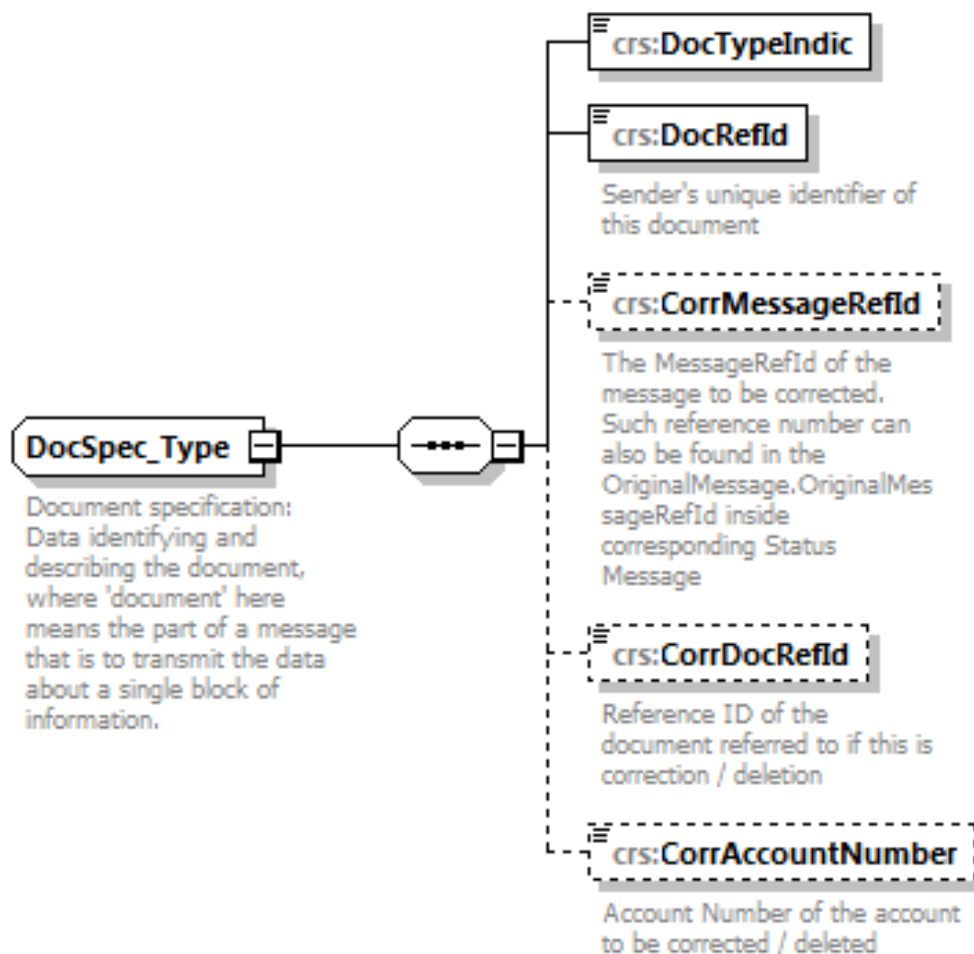 crs:DocTypeIndic
crs:DocRefId
Sender's unique identifier of
this document
crs:CorrMessageRefId
The MessageRefId of the
message to be corrected.
Such reference number can
also be found in the
OriginalMessage.OriginalMes
sageRefId inside
corresponding Status
Message
DocSpec_Type
Document specification:
Data identifying and
describing the document,
where 'document' here
means the part of a message
that is to transmit the data
about a single block of
information.
crs:CorrDocRefId
Reference ID of the
document referred to if this is
correction / deletion
crs:CorrAccountNumber
Account Number of the account
to be corrected / deleted